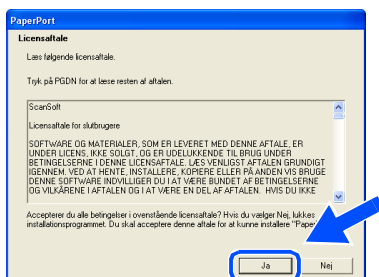 PaperPort
Licensaftale
Læs følgende licensaftale.
Tryk på PGDN for at læse resten af aftalen.
ScanSoft
Licensaftale for slutbrugere
SOFTWARE OG MATERIALER, SOM ER LEVERET MED DENNE AFTALE, ER
UNDER LICENS, IKKE SOLGT, OG ER UDELUKKENDE TIL BRUG UNDER
BETINGELSERNE I DENNE LICENSAFTALE. LÆS VENLIGST AFTALEN GRUNDIGT
IGENNEM. VED AT HENTE, INSTALLERE, KOPIERE ELLER PÅ ANDEN VIS BRUGE
DENNE SOFTWARE INDVILLIGER DU I AT VÆRE BUNDET AF BETINGELSERNE
OG VILKÅRENE I AFTALEN OG I AT VÆRE EN DEL AF AFTALEN. HVIS DU IKKE
Accepterer du alle betingelser i ovenstående licensaftale? Hvis du vælger Nej, lukkes
installationsprogrammet. Du skal acceptere denne aftale for at kunne installere "Paper
Ja
Nej